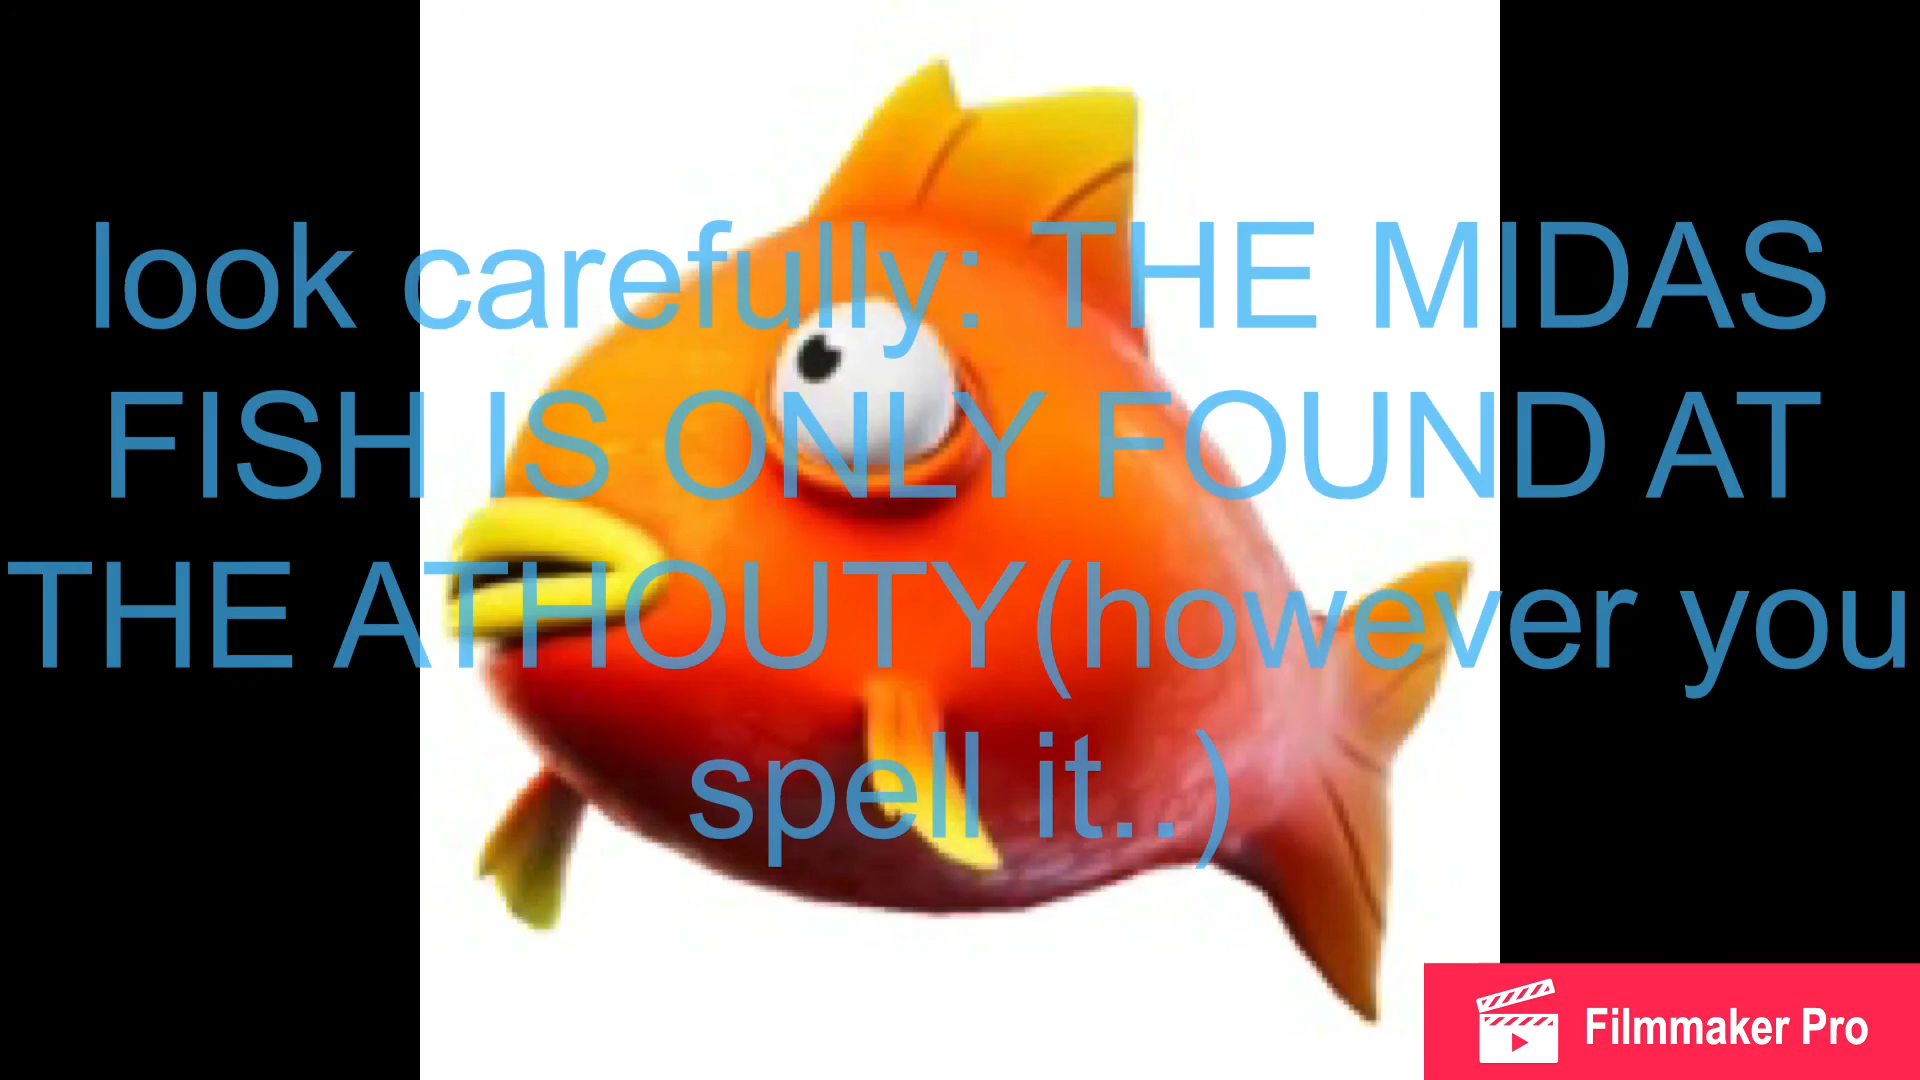 look carefully: THE MIDAS
FISH IS ONLY FOUND AT
THE ATHOUTY(however you
spell it..)
Filmmaker Pro